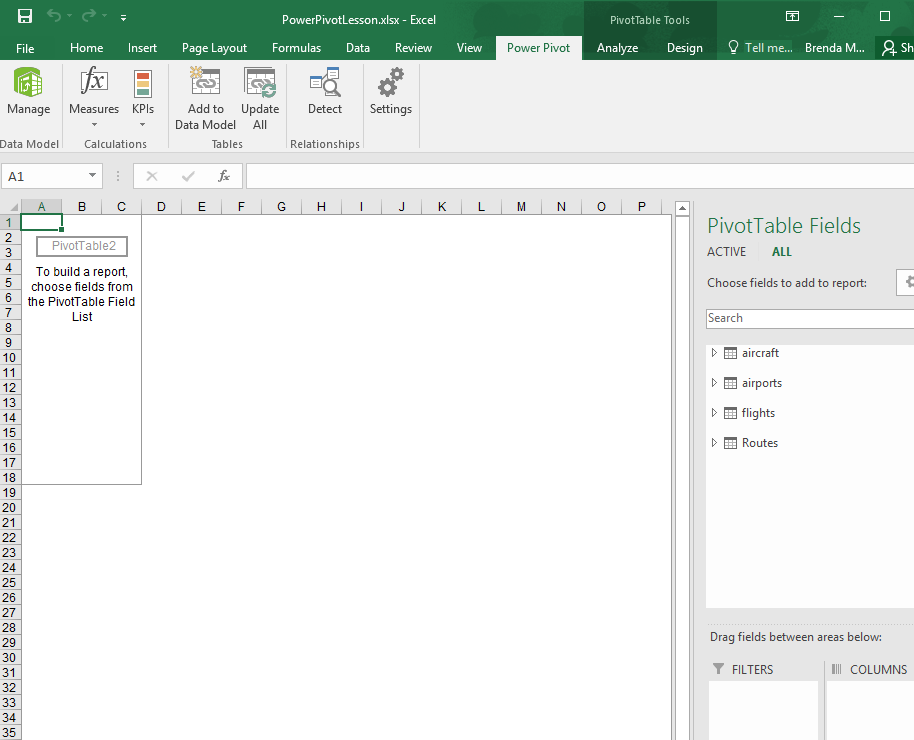 PowerPivotLesson.xlsx - Excel
PivotTable Tools
File Home Insert Page Layout Formulas Data Review View Power Pivot Analyze Design Tell me... Brenda M... Sh
Manage Measures KPIs Add to Data Model Update All Detect Settings
Data Model Calculations Tables Relationships
A1 fx
A B C D E F G H I J K L M N O P
1
2
3
4
5
6
7
8
9
10
11
12
13
14
15
16
17
18
19
20
21
22
23
24
25
26
27
28
29
30
31
32
33
34
35
PivotTable2
To build a report,
choose fields from
the PivotTable Field
List
PivotTable Fields
ACTIVE ALL
Choose fields to add to report:
Search
aircraft
airports
flights
Routes
Drag fields between areas below:
FILTERS COLUMNS